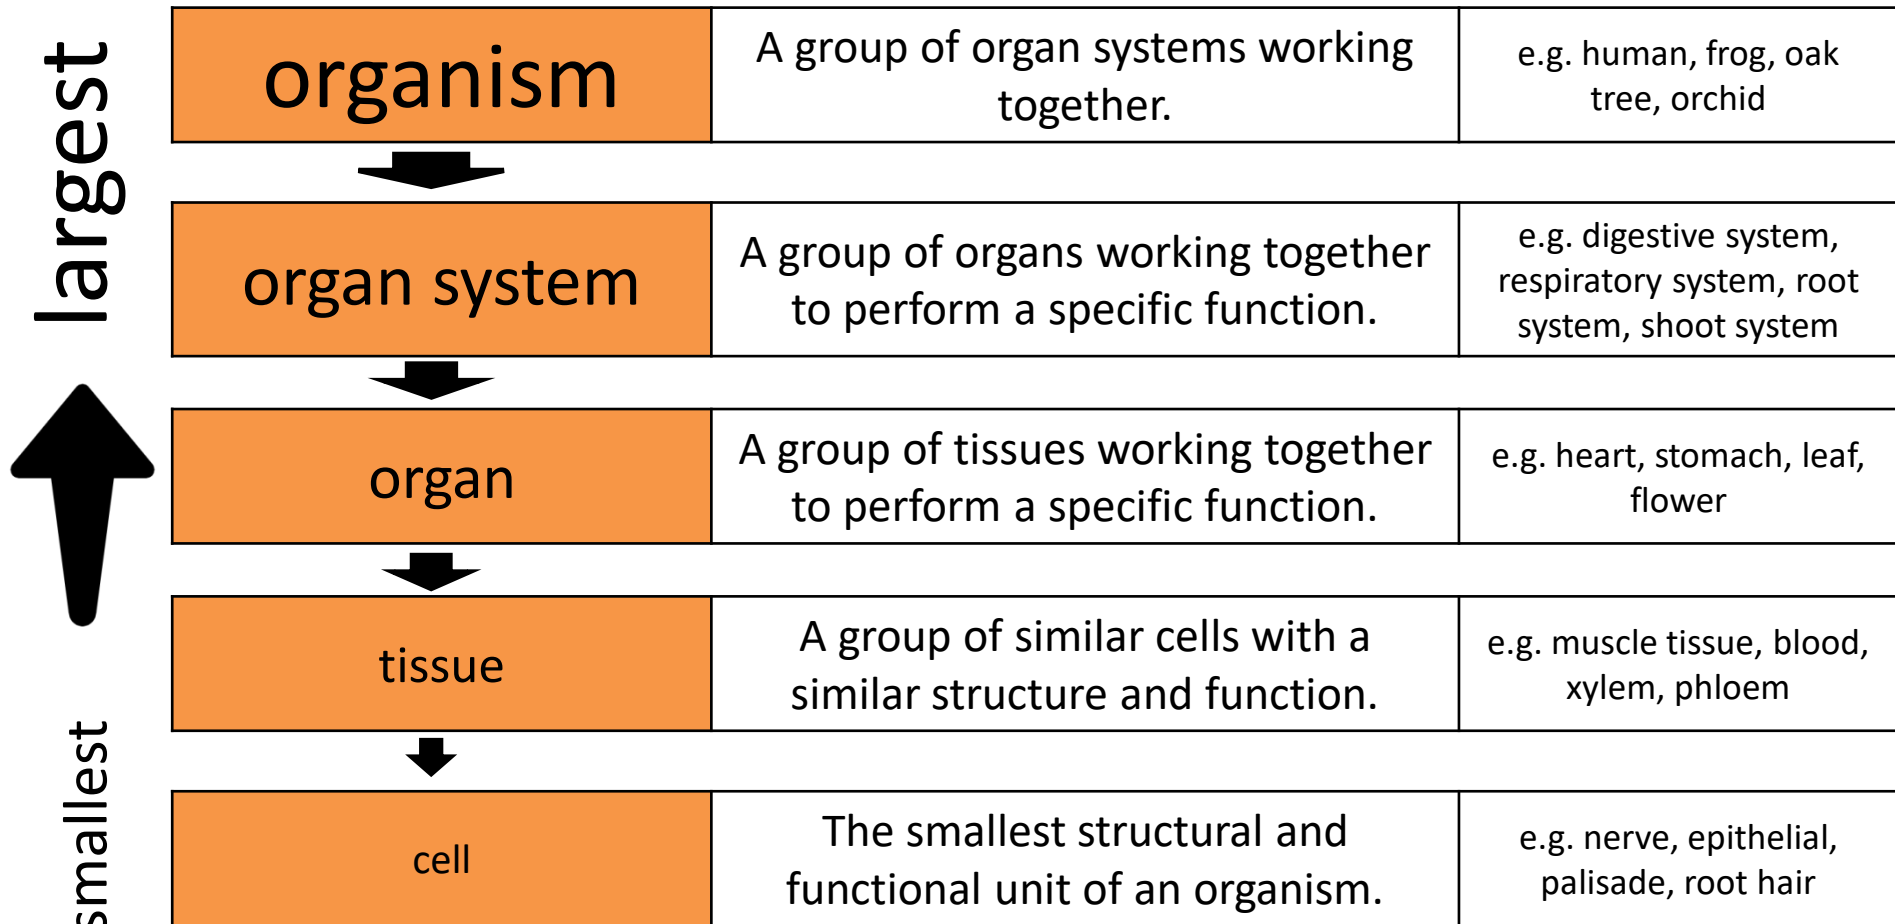 largest
organism
A group of organ systems working
together.
e.g. human, frog, oak
tree, orchid
organ system
A group of organs working together
to perform a specific function.
e.g. digestive system,
respiratory system, root
system, shoot system
organ
A group of tissues working together
to perform a specific function.
e.g. heart, stomach, leaf,
flower
tissue
A group of similar cells with a
similar structure and function.
e.g. muscle tissue, blood,
xylem, phloem
smallest
cell
The smallest structural and
functional unit of an organism.
e.g. nerve, epithelial,
palisade, root hair